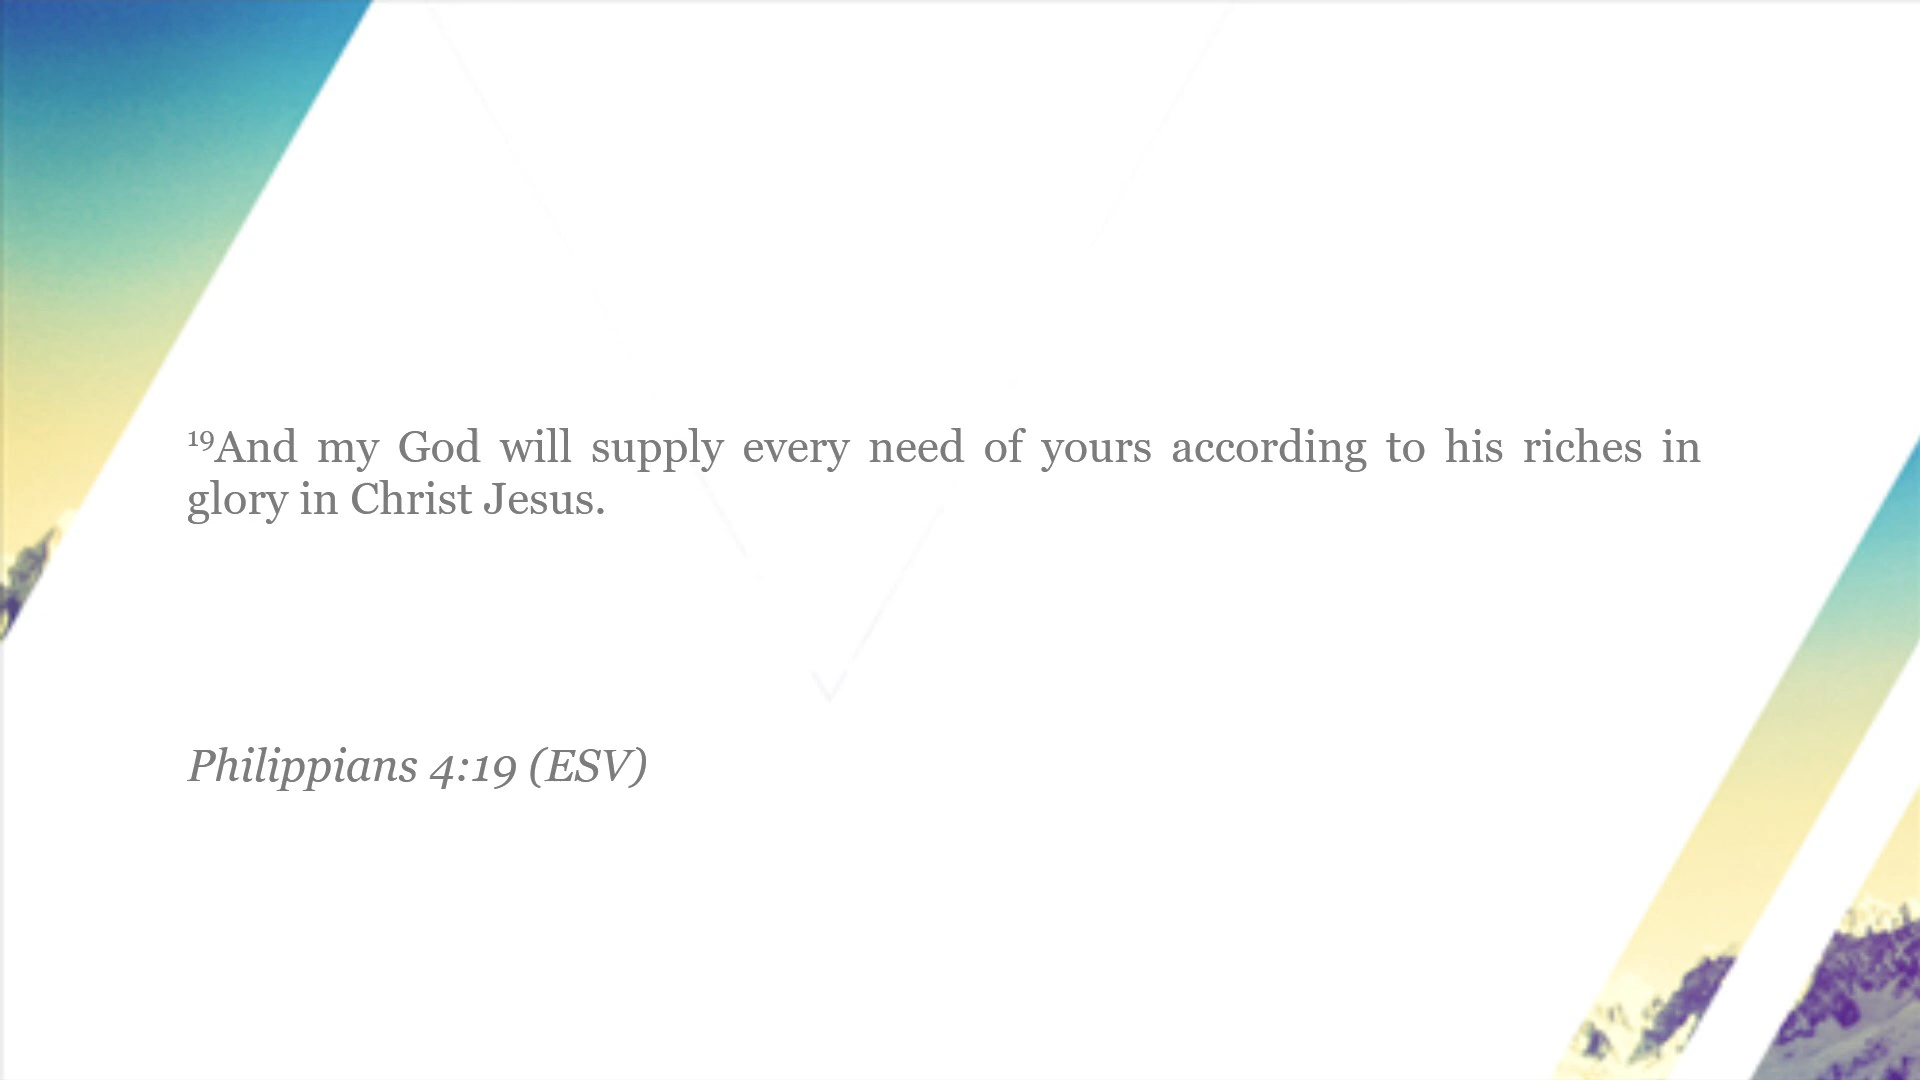 ¹⁹And my God will supply every need of yours according to his riches in
glory in Christ Jesus.
Philippians 4:19 (ESV)